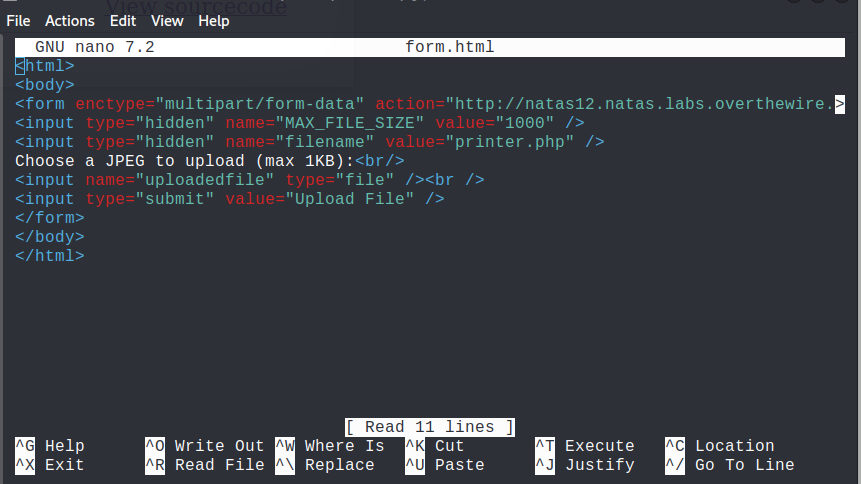 View sourcecode
File Actions Edit View Help
GNU nano 7.2 form.html
<html>
<body>
<form enctype="multipart/form-data" action="http://natas12.natas.labs.overthewire.>
<input type="hidden" name="MAX_FILE_SIZE" value="1000" />
<input type="hidden" name="filename" value="printer.php" />
Choose a JPEG to upload (max 1KB):<br/>
<input name="uploadedfile" type="file" /><br />
<input type="submit" value="Upload File" />
</form>
</body>
</html>
[ Read 11 lines ]
^G Help ^O Write Out ^W Where Is ^K Cut ^T Execute ^C Location
^X Exit ^R Read File ^\ Replace ^U Paste ^J Justify ^/ Go To Line